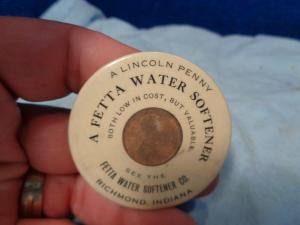 A LINCOLN PENNY
A FETTA WATER SOFTENER
BOTH LOW IN COST, BUT VALUABLE.
SEE THE
FETTA WATER SOFTENER CO.
RICHMOND, INDIANA